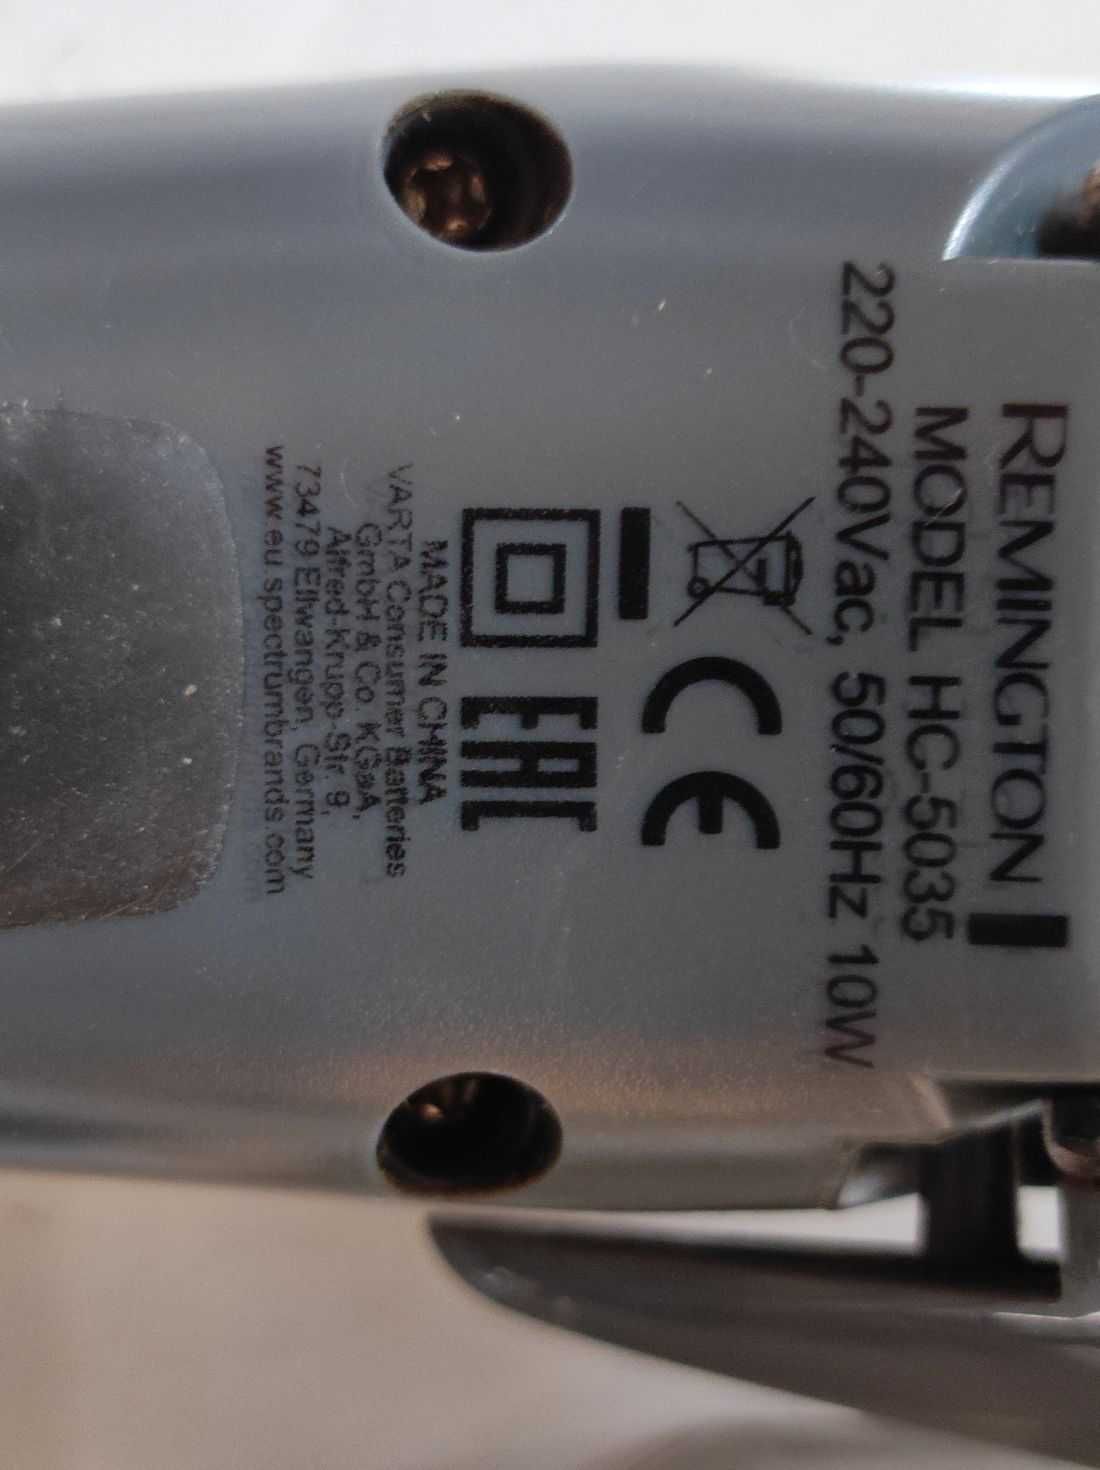 REMINGTON
MODEL HC-5035
220-240Vac, 50/60Hz 10W
CE
EAC
MADE IN CHINA
VARTA Consumer Batteries
GmbH & Co. KGaA,
Alfred-Krupp-Str. 9,
73479 Ellwangen, Germany
www.eu.spectrumbrands.com